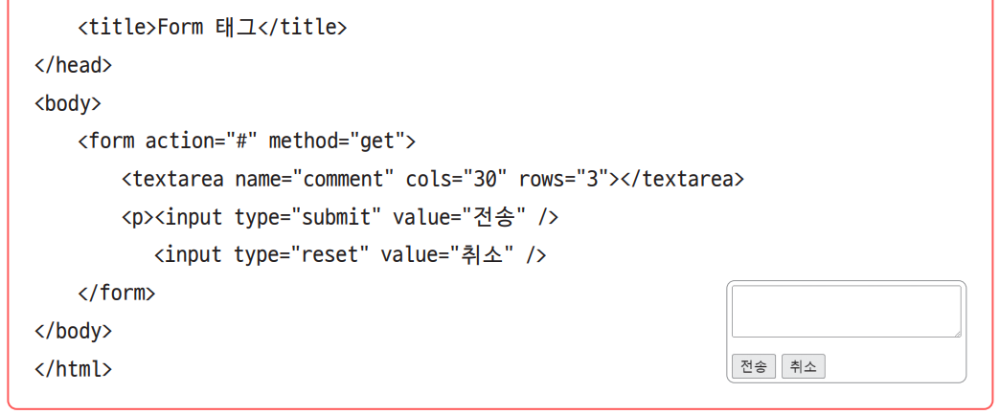 <title>Form 태그</title>
</head>
<body>
<form action="#" method="get">
<textarea name="comment" cols="30" rows="3"></textarea>
<p><input type="submit" value="전송" />
<input type="reset" value="취소" />
</form>
</body>
</html>
전송 취소